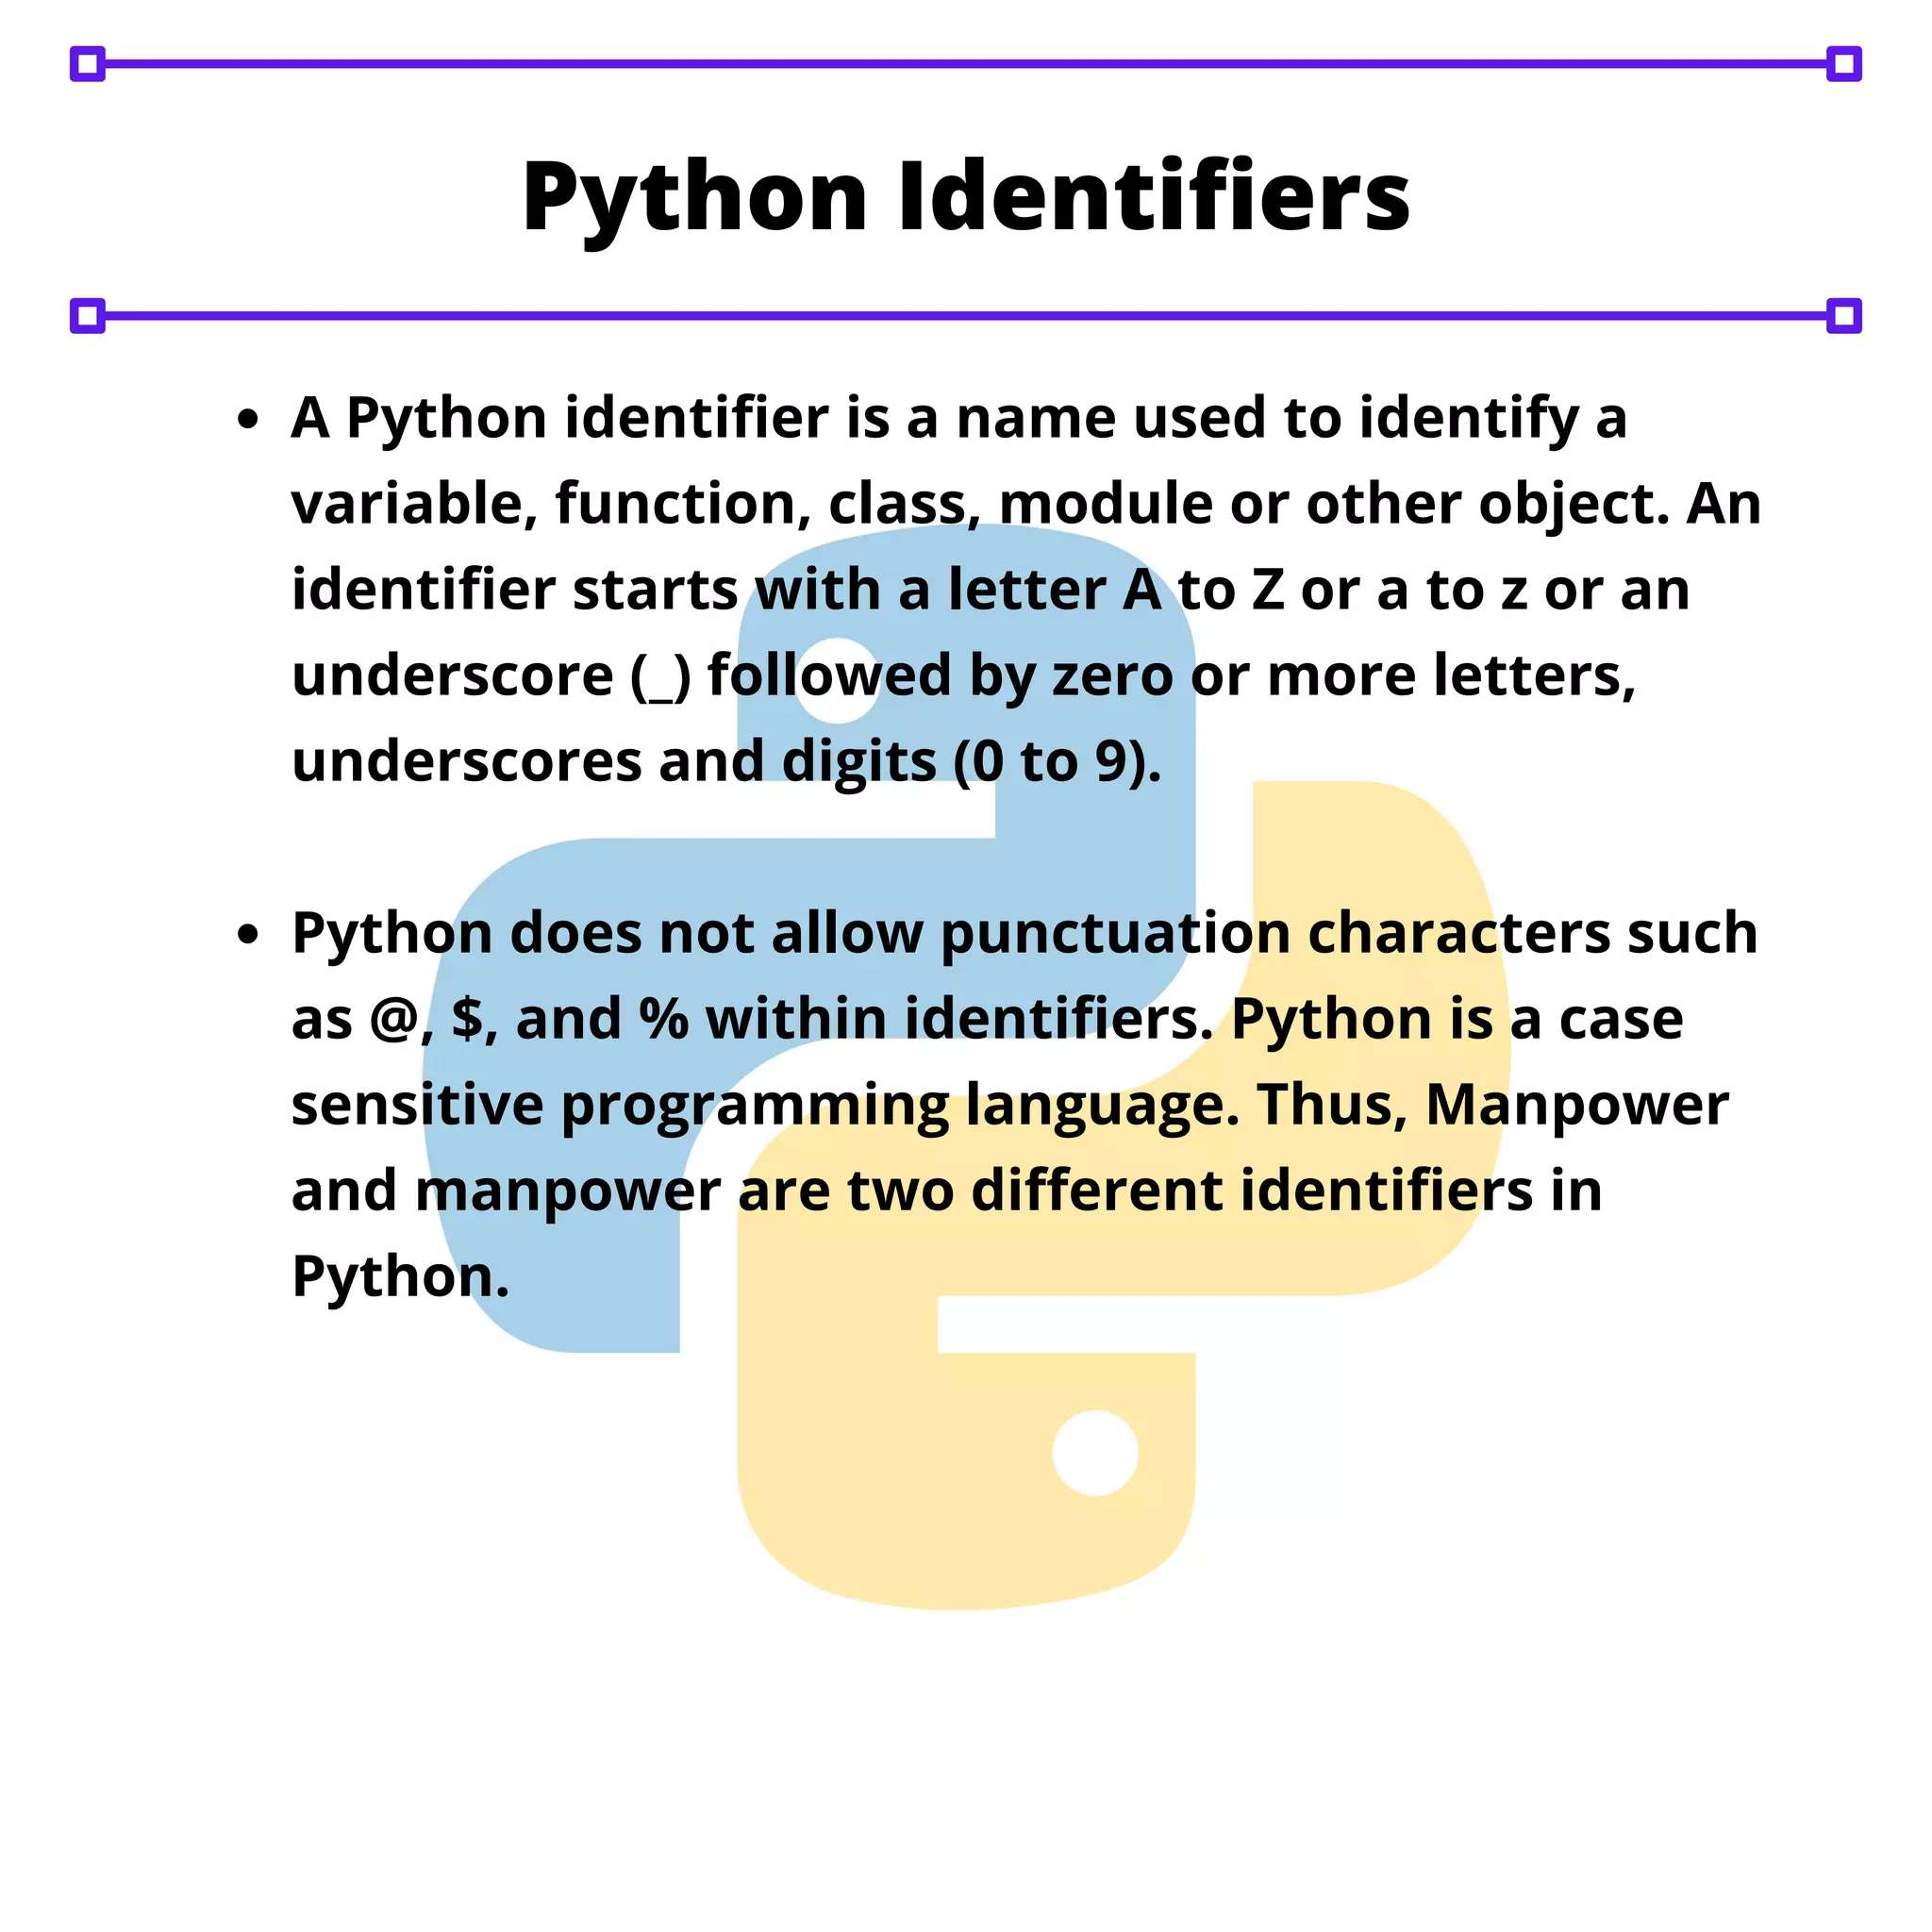 Python Identifiers
• A Python identifier is a name used to identify a
variable, function, class, module or other object. An
identifier starts with a letter A to Z or a to z or an
underscore (_) followed by zero or more letters,
underscores and digits (0 to 9).
• Python does not allow punctuation characters such
as @, $, and % within identifiers. Python is a case
sensitive programming language. Thus, Manpower
and manpower are two different identifiers in
Python.